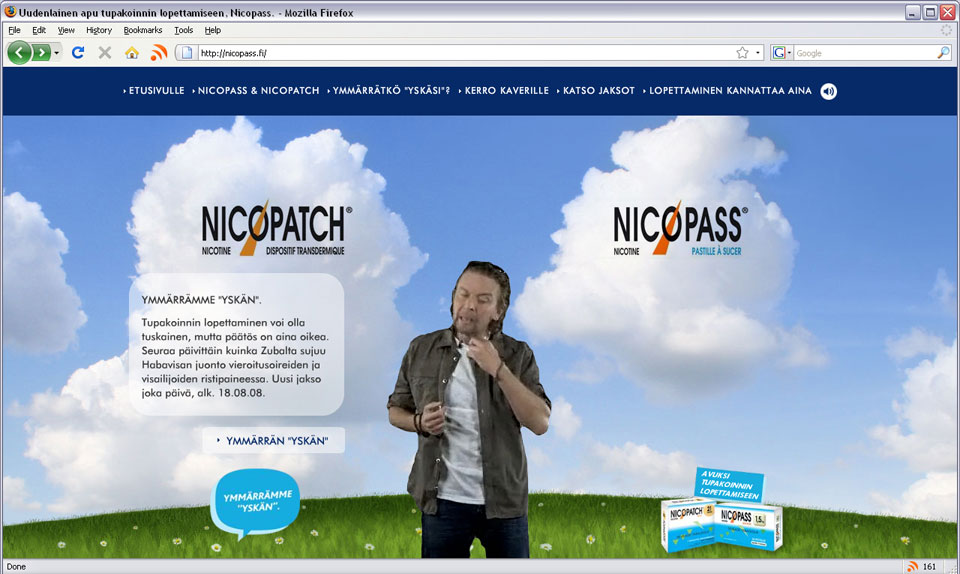 Uudenlainen apu tupakoinnin lopettamiseen, Nicopass. - Mozilla Firefox
File Edit View History Bookmarks Tools Help
http://nicopass.fi/
G Google
ETUSIVULLE NICOPASS & NICOPATCH YMMÄRRÄTKÖ "YSKÄSI"? KERRO KAVERILLE KATSO JAKSOT LOPETTAMINEN KANNATTAA AINA
NICOPATCH®
NICOTINE DISPOSITIF TRANSDERMIQUE
NICOPASS®
NICOTINE PASTILLE À SUCER
YMMÄRRÄMME "YSKÄN".
Tupakoinnin lopettaminen voi olla
tuskainen, mutta päätös on aina oikea.
Seuraa päivittäin kuinka Zubalta sujuu
Habavisan juonto vieroitusoireiden ja
visailijoiden ristipaineessa. Uusi jakso
joka päivä, alk. 18.08.08.
YMMÄRRÄN "YSKÄN"
YMMÄRRÄMME
"YSKÄN".
AVUKSI
TUPAKOINNIN
LOPETTAMISEEN
NICOPATCH
NICOPASS 1.5
Done
161